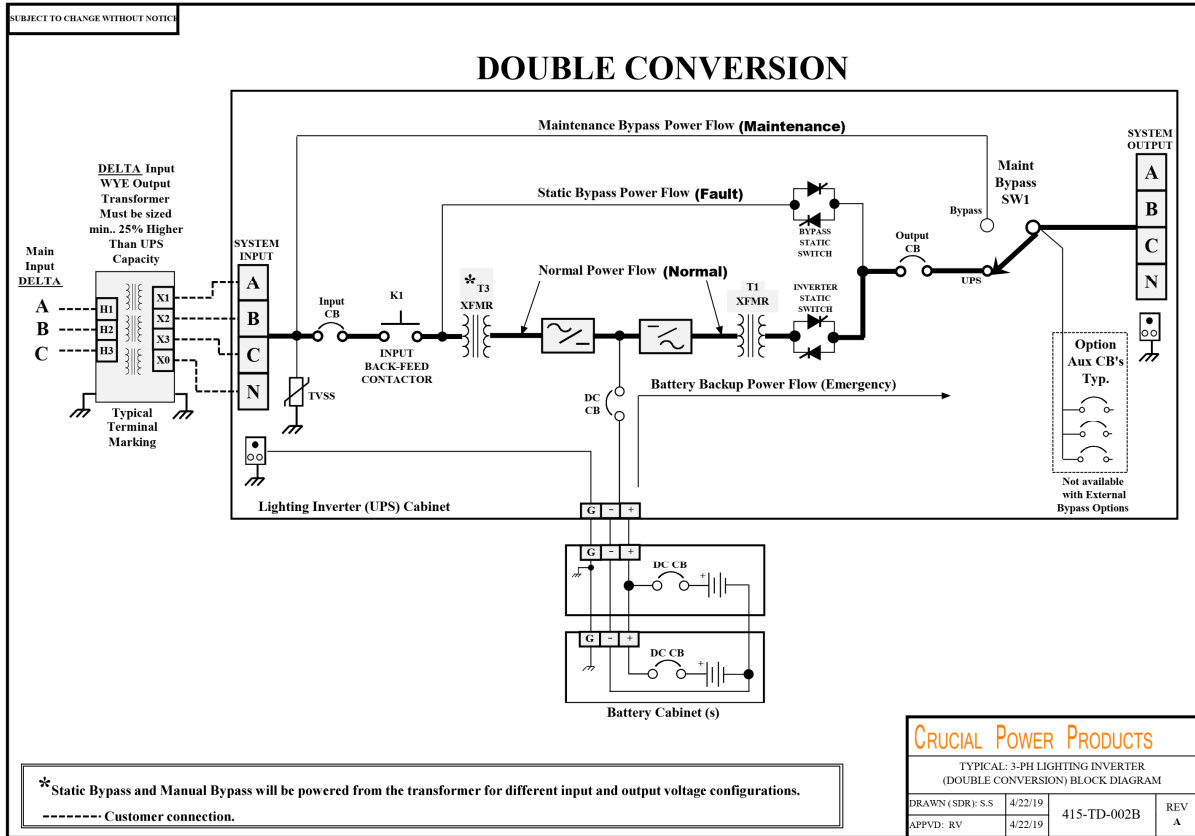 SUBJECT TO CHANGE WITHOUT NOTICE
DOUBLE CONVERSION
Maintenance Bypass Power Flow (Maintenance)
SYSTEM
OUTPUT
A
B
C
N
DELTA Input
WYE Output
Transformer
Must be sized
min.. 25% Higher
Than UPS
Capacity
Main
Input
DELTA
A
B
C
H1
H2
H3
X1
X2
X3
X0
Typical
Terminal
Marking
SYSTEM
INPUT
A
B
C
N
Input
CB
K1
INPUT
BACK-FEED
CONTACTOR
TVSS
Static Bypass Power Flow (Fault)
BYPASS
STATIC
SWITCH
Normal Power Flow (Normal)
*T3
XFMR
T1
XFMR
INVERTER
STATIC
SWITCH
Output
CB
Maint
Bypass
SW1
Bypass
UPS
DC
CB
Battery Backup Power Flow (Emergency)
Option
Aux CB's
Typ.
Not available
with External
Bypass Options
Lighting Inverter (UPS) Cabinet
G - +
G - +
DC CB
+
G - +
DC CB
+
Battery Cabinet (s)
*Static Bypass and Manual Bypass will be powered from the transformer for different input and output voltage configurations.
-------- Customer connection.
CRUCIAL POWER PRODUCTS
TYPICAL: 3-PH LIGHTING INVERTER
(DOUBLE CONVERSION) BLOCK DIAGRAM
DRAWN (SDR): S.S 4/22/19
APPVD: RV 4/22/19
415-TD-002B
REV
A